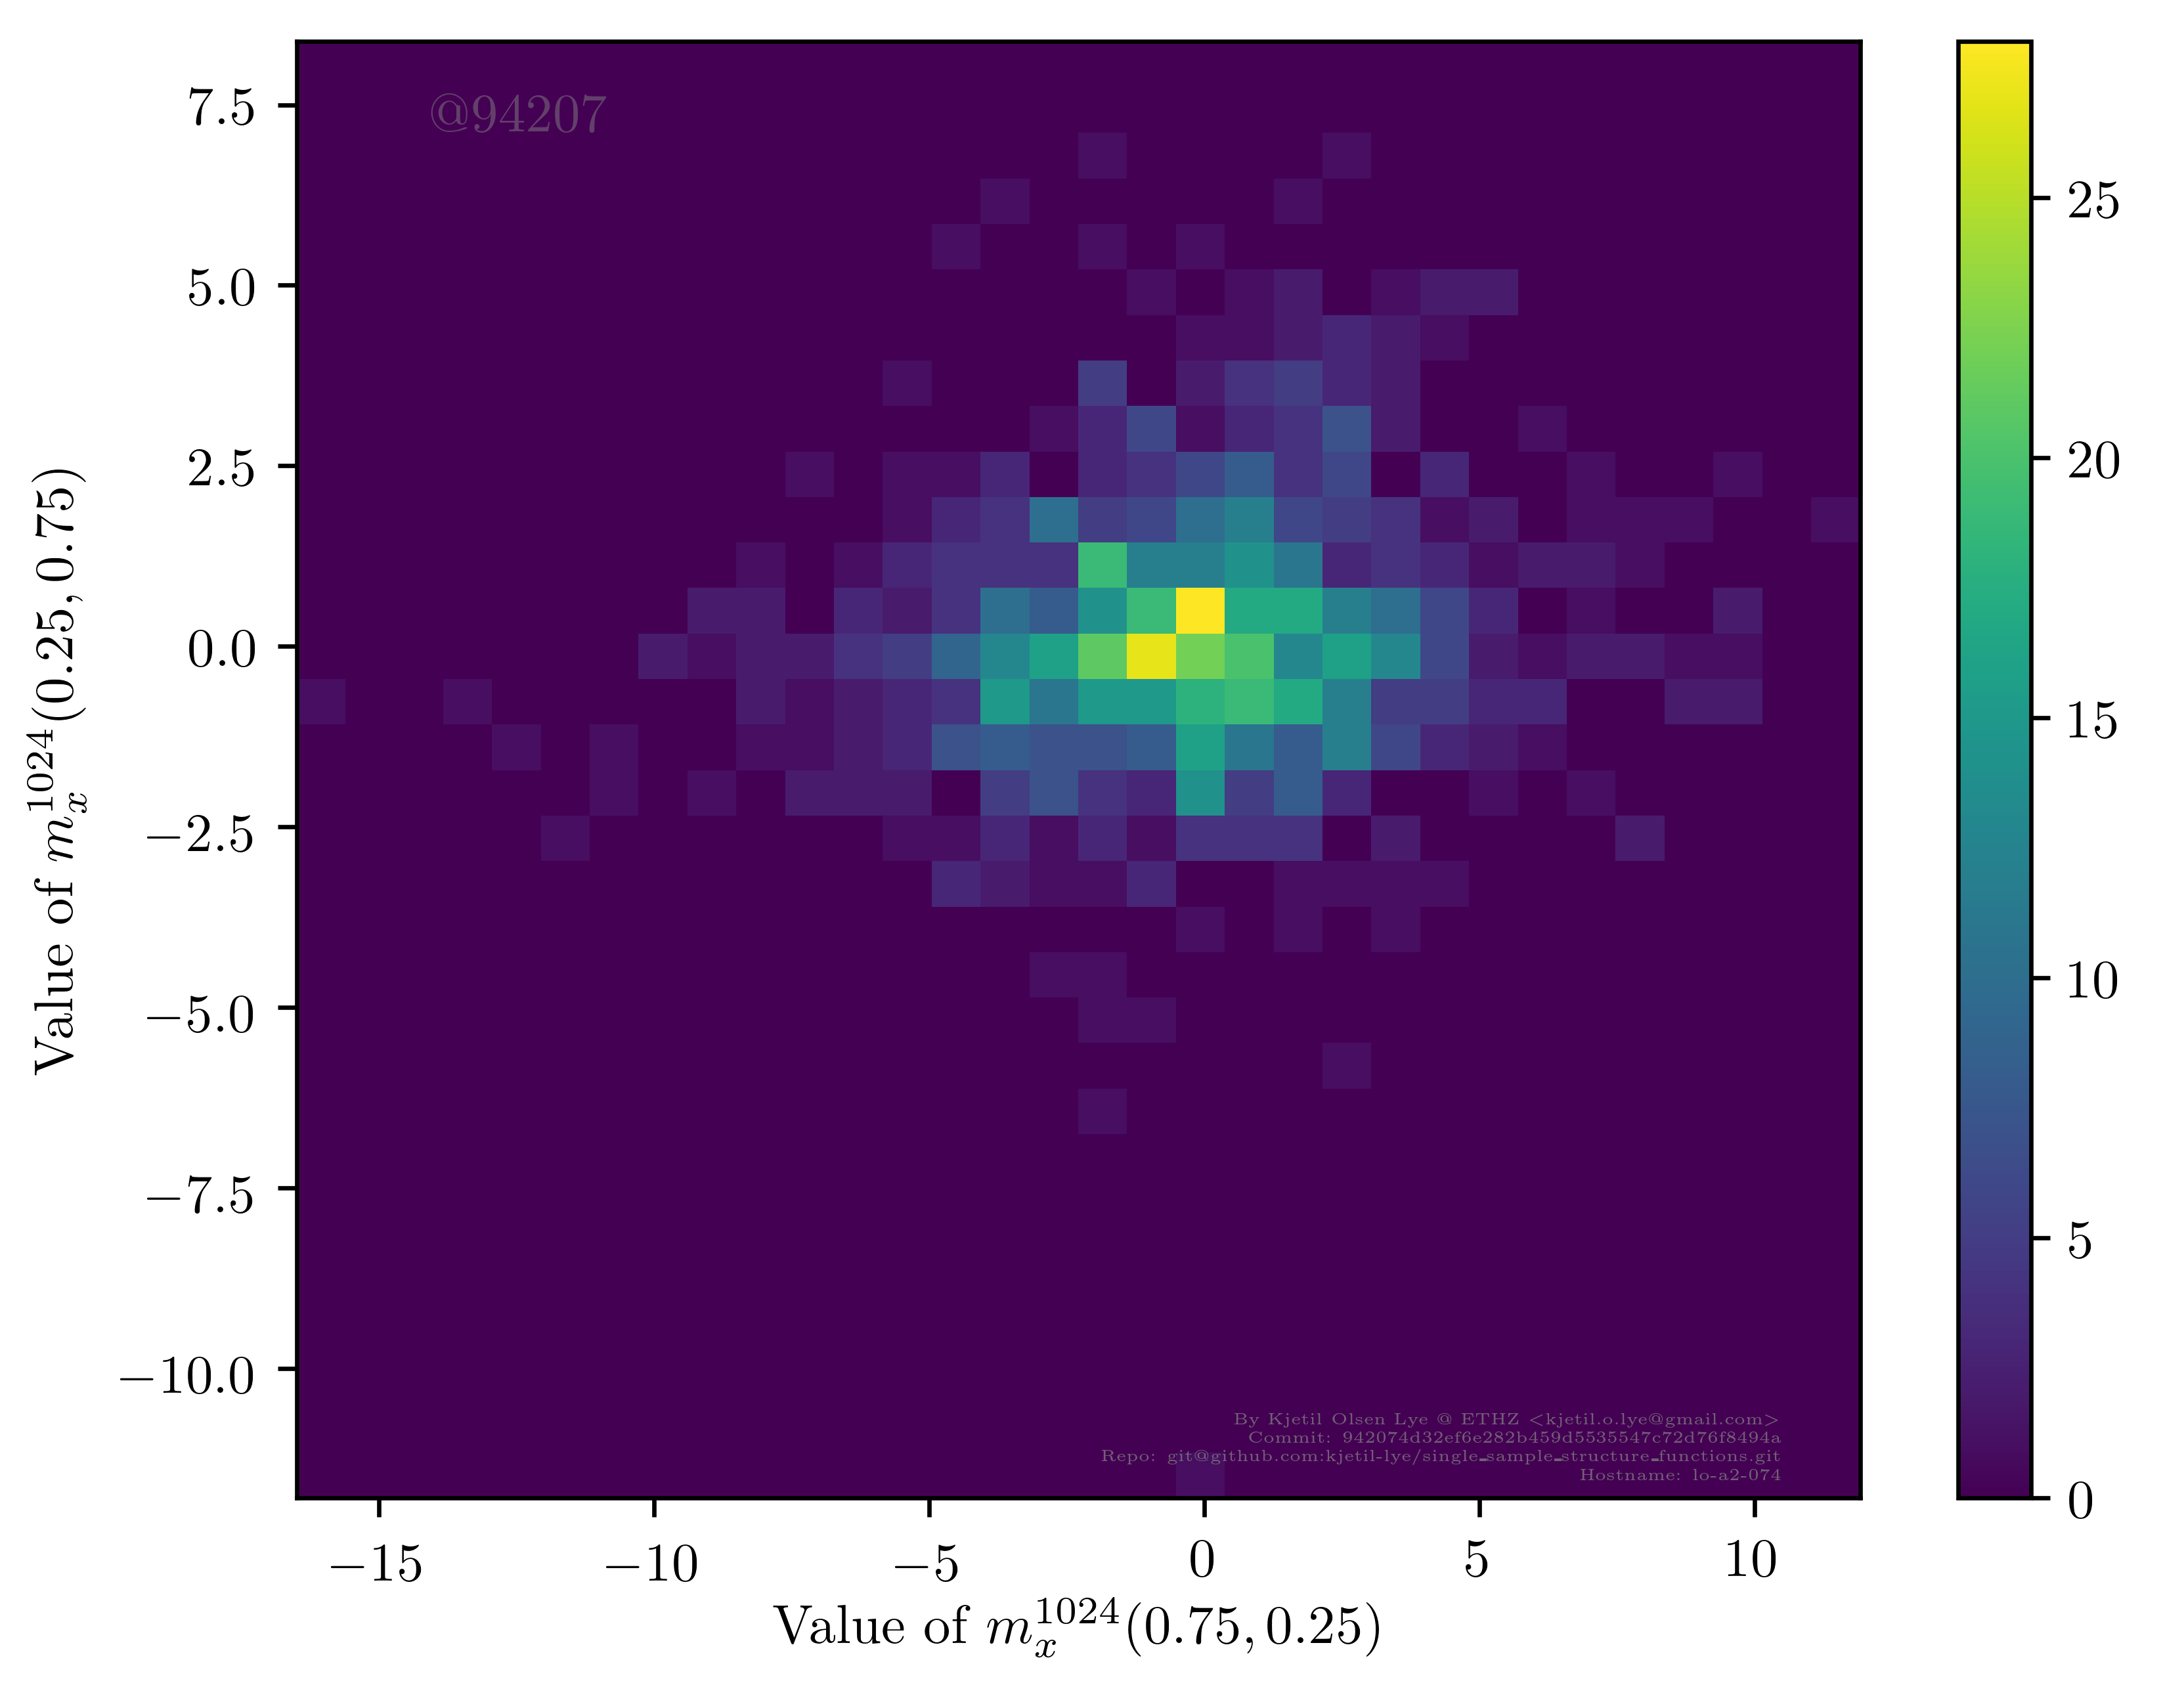 ©94207
7.5
5.0
2.5
0.0
−2.5
−5.0
−7.5
−10.0
Value of $m_x^{1024}(0.25, 0.75)$
−15 −10 −5 0 5 10
Value of $m_x^{1024}(0.75, 0.25)$
25
20
15
10
5
0
By Kjetil Olsen Lye @ ETHZ <kjetil.o.lye@gmail.com>
Commit: 942074d32ef6e282b459d5535547c72d76f8494a
Repo: git@github.com:kjetil-lye/single_sample_structure_functions.git
Hostname: lo-a2-074